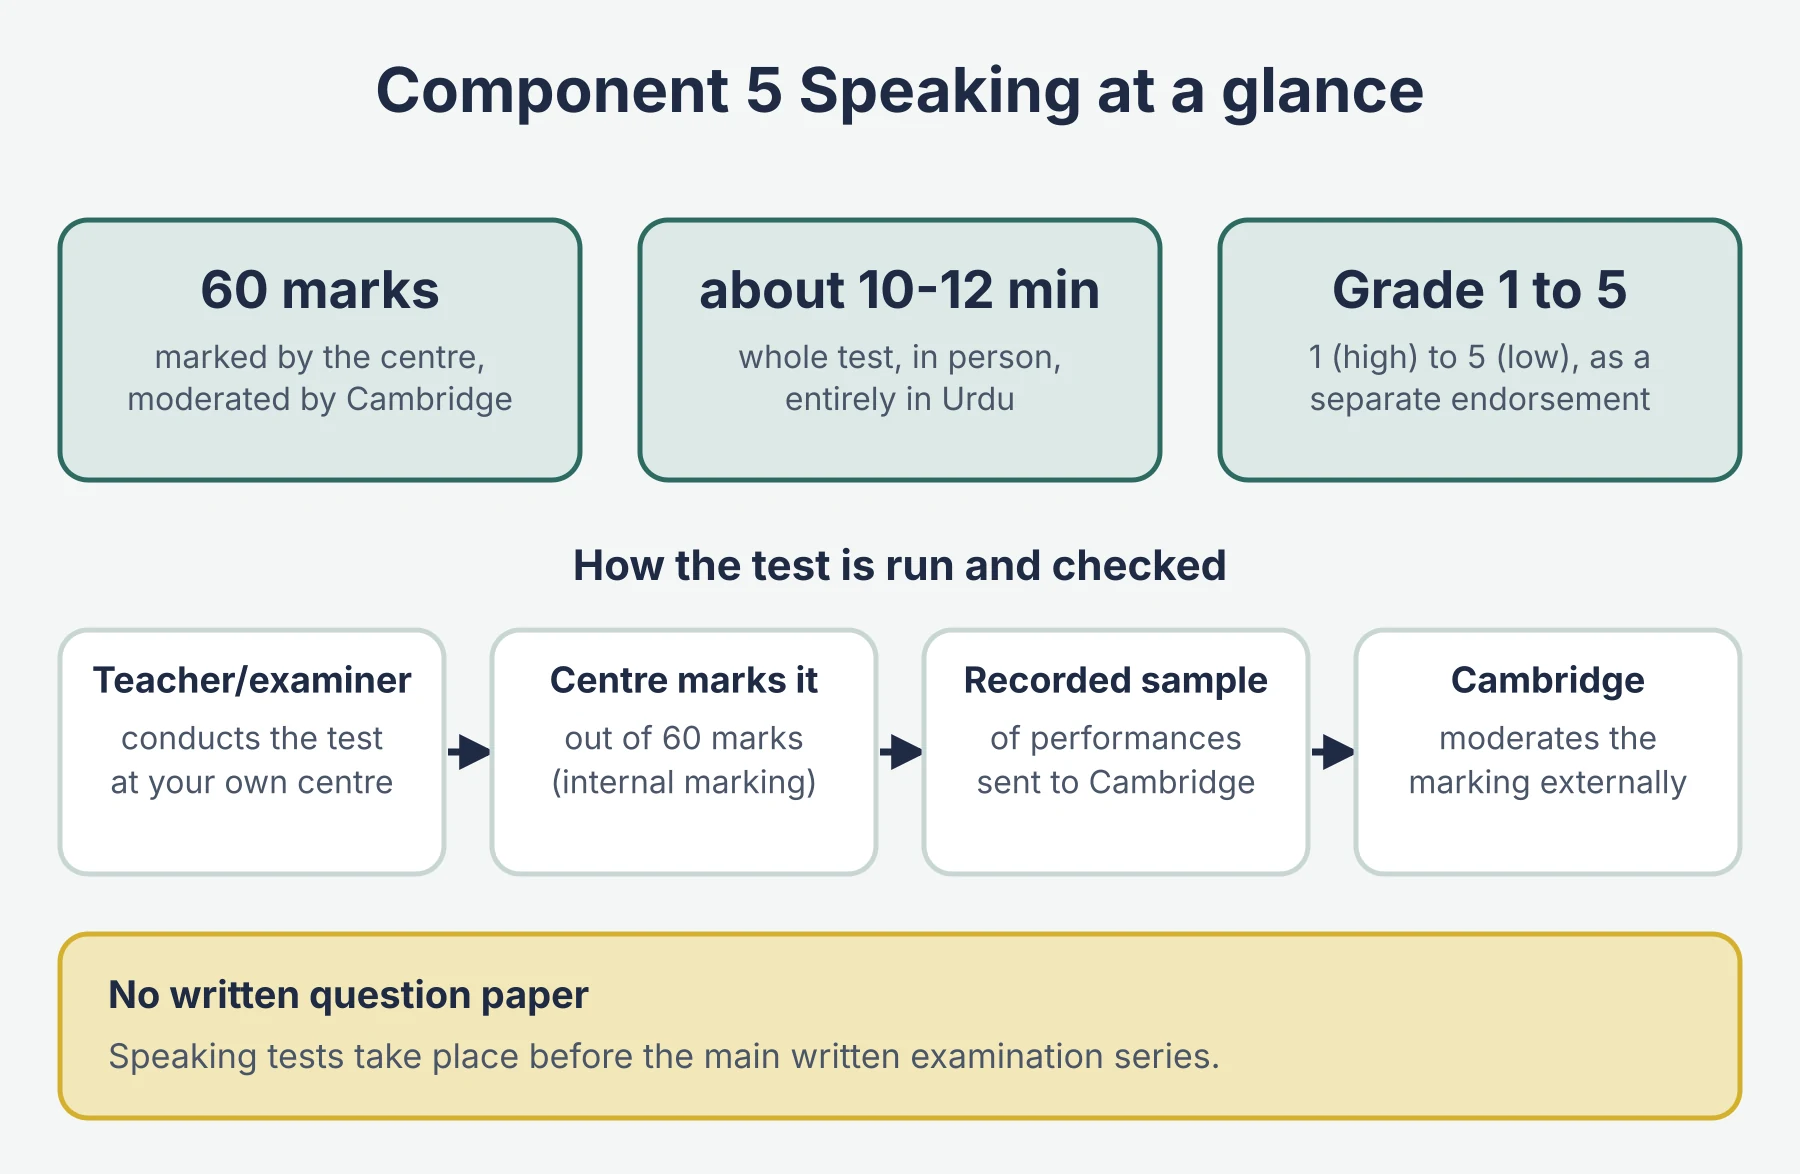 Component 5 Speaking at a glance
60 marks
marked by the centre,
moderated by Cambridge
about 10-12 min
whole test, in person,
entirely in Urdu
Grade 1 to 5
1 (high) to 5 (low), as a
separate endorsement
How the test is run and checked
Teacher/examiner
conducts the test
at your own centre
Centre marks it
out of 60 marks
(internal marking)
Recorded sample
of performances
sent to Cambridge
Cambridge
moderates the
marking externally
No written question paper
Speaking tests take place before the main written examination series.